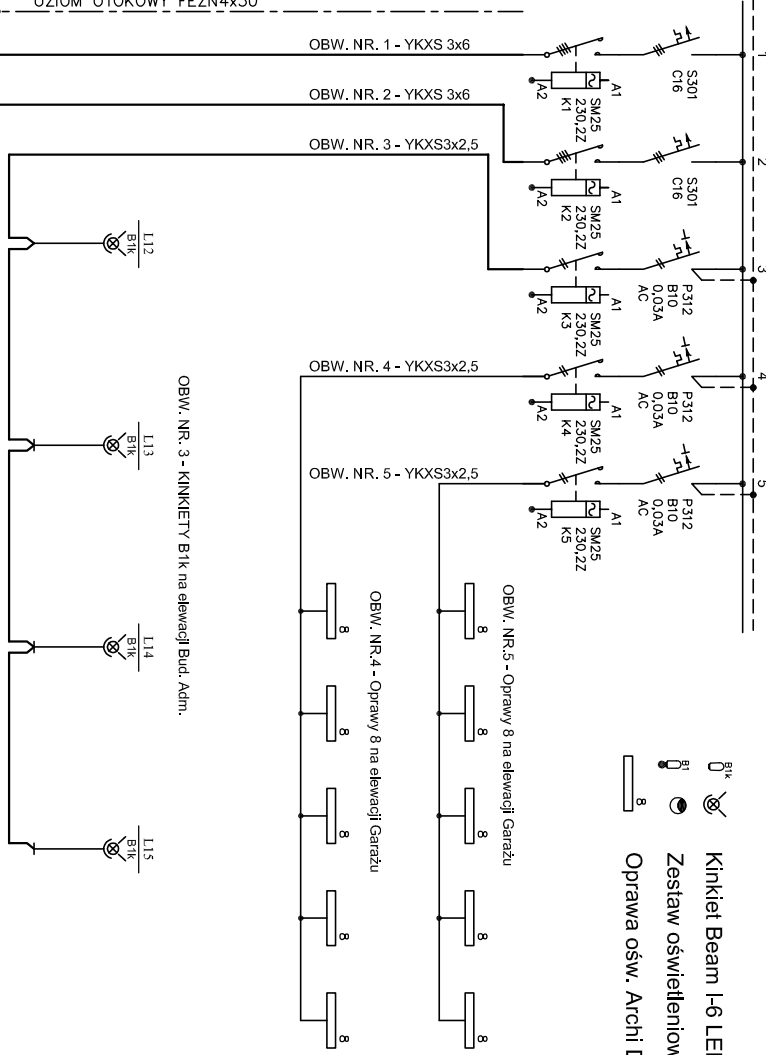 UZIOM OTOKOWY FEZN4x30
OBW. NR. 1 - YKXS 3x6
OBW. NR. 2 - YKXS 3x6
OBW. NR. 3 - YKXS3x2,5
OBW. NR. 4 - YKXS3x2,5
OBW. NR. 5 - YKXS3x2,5
1
S301
C16
A1
A2
SM25
230,2Z
K1
2
S301
C16
A1
A2
SM25
230,2Z
K2
3
P312
B10
0,03A
AC
A1
A2
SM25
230,2Z
K3
4
P312
B10
0,03A
AC
A1
A2
SM25
230,2Z
K4
5
P312
B10
0,03A
AC
A1
A2
SM25
230,2Z
K5
L12
B1k
L13
B1k
L14
B1k
L15
B1k
OBW. NR. 3 - KINKIETY B1k na elewacji Bud. Adm.
OBW. NR.4 - Oprawy 8 na elewacji Garażu
8
8
8
8
8
OBW. NR.5 - Oprawy 8 na elewacji Garażu
8
8
8
8
8
B1k
Kinkiet Beam I-6 LE
B1
Zestaw oświetleniow
8
Oprawa ośw. Archi